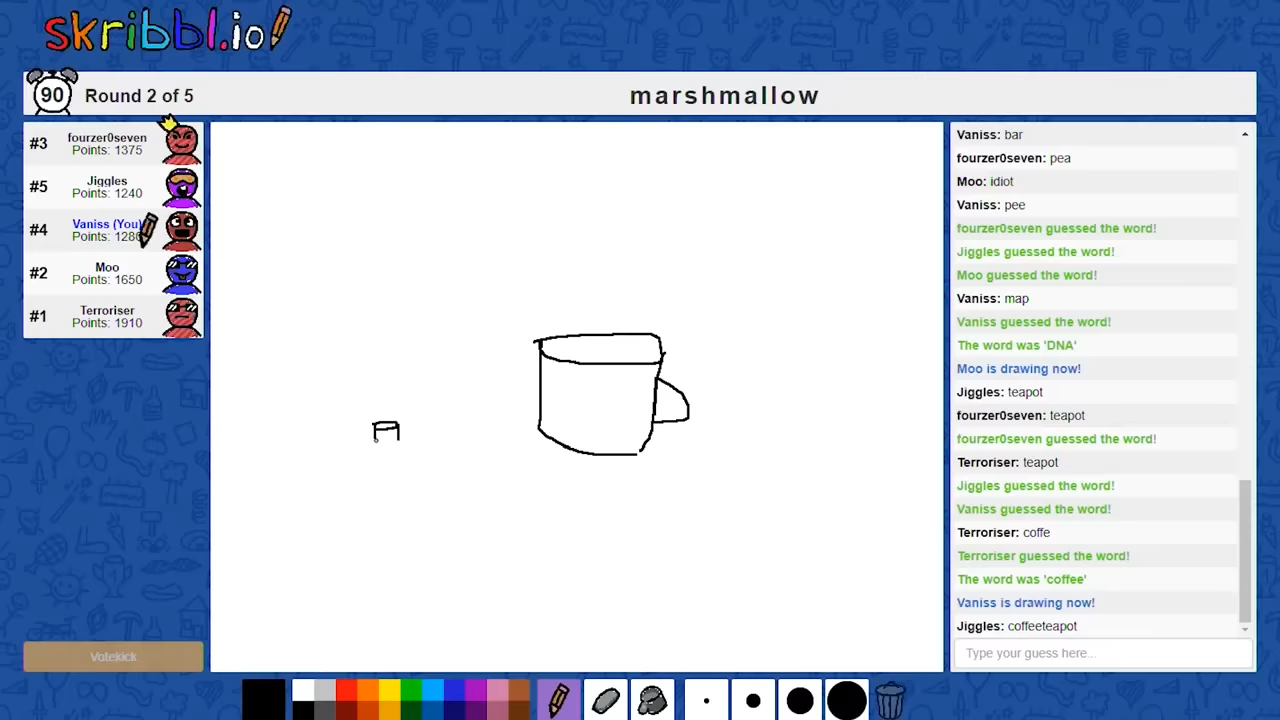 skribbl.io
90
Round 2 of 5
marshmallow
#3
fourzer0seven
Points: 1375
#5
Jiggles
Points: 1240
#4
Vaniss (You)
Points: 1280
#2
Moo
Points: 1650
#1
Terroriser
Points: 1910
Votekick
Vaniss: bar
fourzer0seven: pea
Moo: idiot
Vaniss: pee
fourzer0seven guessed the word!
Jiggles guessed the word!
Moo guessed the word!
Vaniss: map
Vaniss guessed the word!
The word was 'DNA'
Moo is drawing now!
Jiggles: teapot
fourzer0seven: teapot
fourzer0seven guessed the word!
Terroriser: teapot
Jiggles guessed the word!
Vaniss guessed the word!
Terroriser: coffe
Terroriser guessed the word!
The word was 'coffee'
Vaniss is drawing now!
Jiggles: coffeeteapot
Type your guess here...